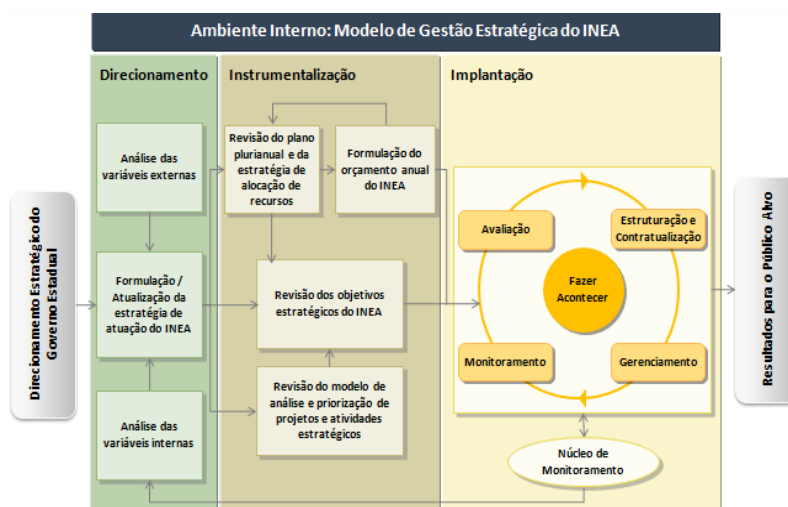 Ambiente Interno: Modelo de Gestão Estratégica do INEA
Direcionamento Estratégico do
Governo Estadual
Direcionamento
Análise das
variáveis externas
Formulação /
Atualização da
estratégia de
atuação do INEA
Análise das
variáveis internas
Instrumentalização
Revisão do plano
plurianual e da
estratégia de
alocação de
recursos
Formulação do
orçamento anual
do INEA
Revisão dos objetivos
estratégicos do INEA
Revisão do modelo de
análise e priorização de
projetos e atividades
estratégicos
Implantação
Avaliação
Estruturação e
Contratualização
Fazer
Acontecer
Monitoramento
Gerenciamento
Núcleo de
Monitoramento
Resultados para o Público Alvo